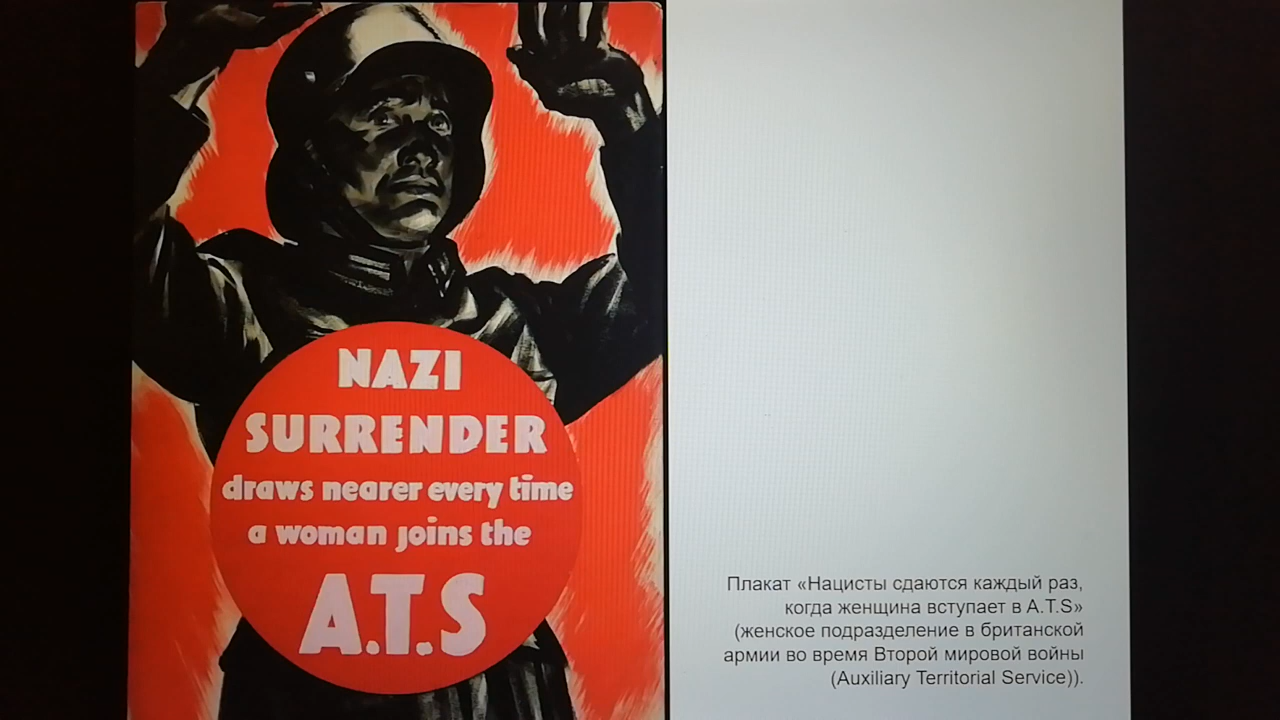 NAZI
SURRENDER
draws nearer every time
a woman joins the
A.T.S
Плакат «Нацисты сдаются каждый раз,
когда женщина вступает в A.T.S»
(женское подразделение в британской
армии во время Второй мировой войны
(Auxiliary Territorial Service)).